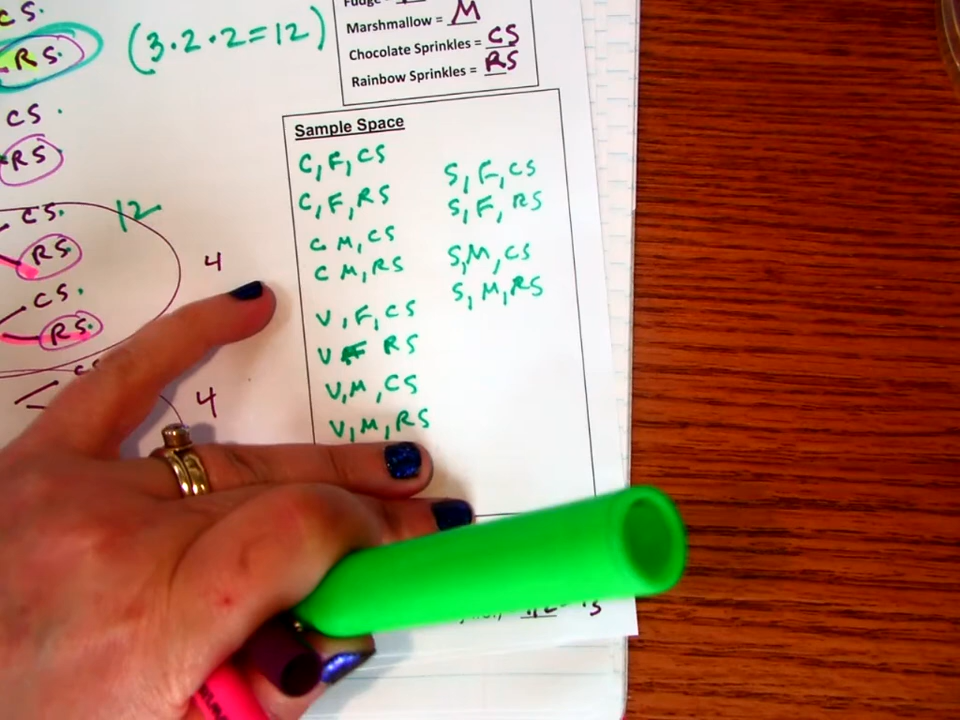 CS.
RS. (3·2·2=12)
Marshmallow = M
Chocolate Sprinkles = CS
Rainbow Sprinkles = RS
CS.
RS
CS. 12
RS.
4
CS.
RS.
4
Sample Space
C, F, CS
C, F, RS
C M, CS
C M, RS
V, F, CS
V F RS
V, M, CS
V, M, RS
S, F, CS
S, F, RS
S, M, CS
S, M, RS